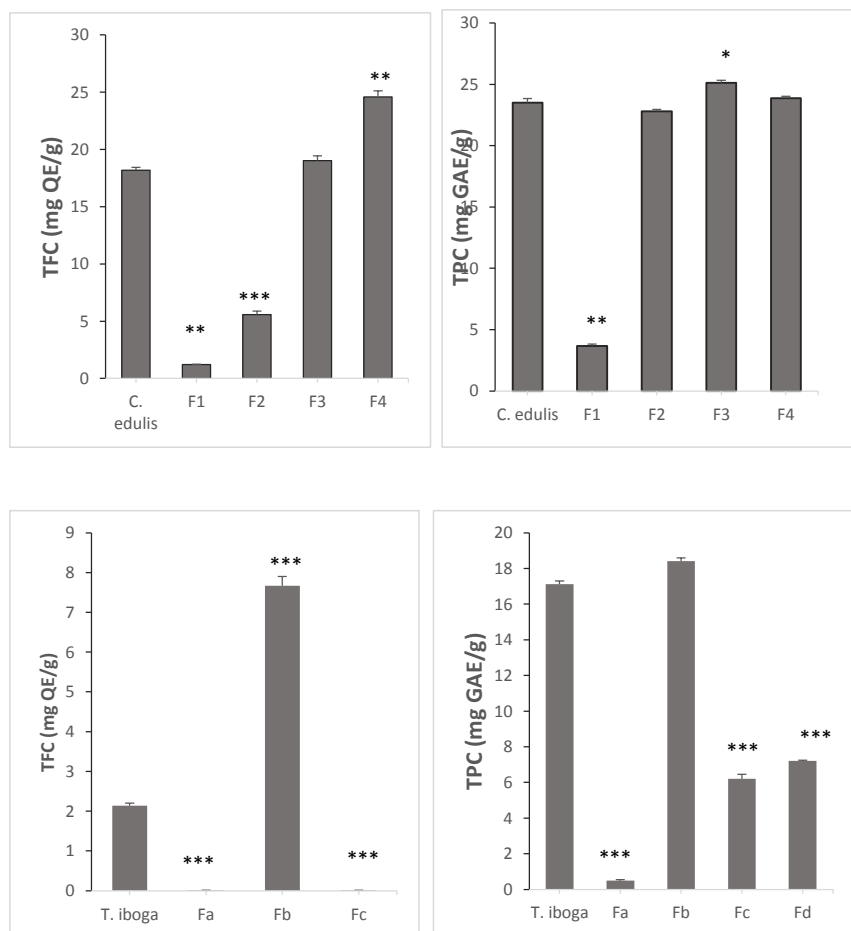 30
25
20
15
10
5
0
TFC (mg QE/g)
**
***
**
C. edulis
F1
F2
F3
F4
30
25
20
15
10
5
0
TPC (mg GAE/g)
**
*
C. edulis
F1
F2
F3
F4
9
8
7
6
5
4
3
2
1
0
TFC (mg QE/g)
***
***
***
T. iboga
Fa
Fb
Fc
20
18
16
14
12
10
8
6
4
2
0
TPC (mg GAE/g)
***
***
***
T. iboga
Fa
Fb
Fc
Fd